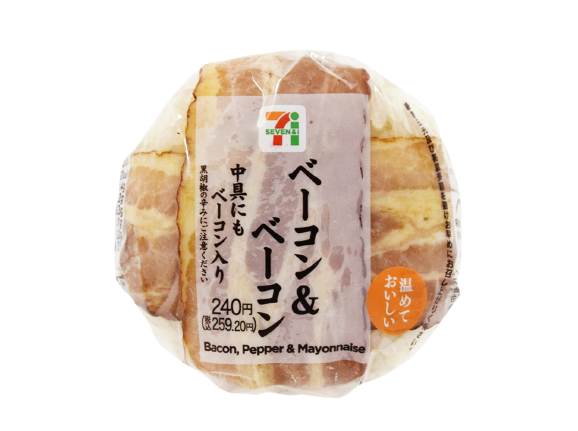 SEVEN&i
ベーコン&
ベーコン
中具にも
ベーコン入り
黒胡椒の辛みにご注意ください
240円
(税込259.20円)
Bacon, Pepper & Mayonnaise
温めて
おいしい